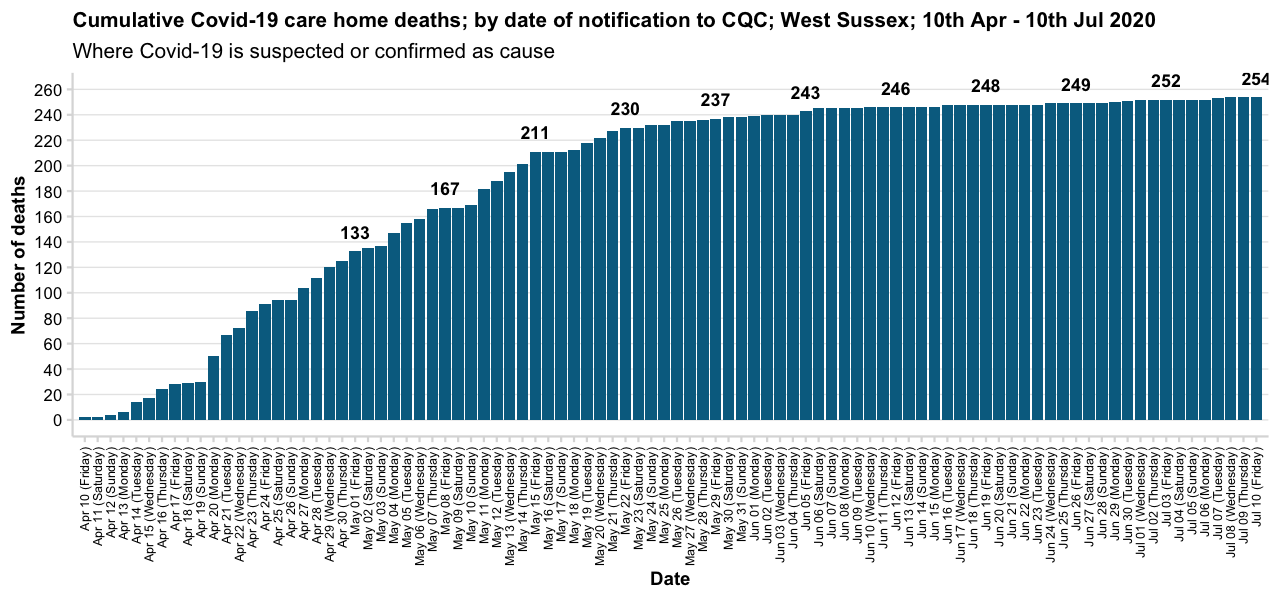 Cumulative Covid-19 care home deaths; by date of notification to CQC; West Sussex; 10th Apr - 10th Jul 2020
Where Covid-19 is suspected or confirmed as cause
Number of deaths
260
240
220
200
180
160
140
120
100
80
60
40
20
0
133
167
211
230
237
243
246
248
249
252
254
Apr 10 (Friday)
Apr 11 (Saturday)
Apr 12 (Sunday)
Apr 13 (Monday)
Apr 14 (Tuesday)
Apr 15 (Wednesday)
Apr 16 (Thursday)
Apr 17 (Friday)
Apr 18 (Saturday)
Apr 19 (Sunday)
Apr 20 (Monday)
Apr 21 (Tuesday)
Apr 22 (Wednesday)
Apr 23 (Thursday)
Apr 24 (Friday)
Apr 25 (Saturday)
Apr 26 (Sunday)
Apr 27 (Monday)
Apr 28 (Tuesday)
Apr 29 (Wednesday)
Apr 30 (Thursday)
May 01 (Friday)
May 02 (Saturday)
May 03 (Sunday)
May 04 (Monday)
May 05 (Tuesday)
May 06 (Wednesday)
May 07 (Thursday)
May 08 (Friday)
May 09 (Saturday)
May 10 (Sunday)
May 11 (Monday)
May 12 (Tuesday)
May 13 (Wednesday)
May 14 (Thursday)
May 15 (Friday)
May 16 (Saturday)
May 17 (Sunday)
May 18 (Monday)
May 19 (Tuesday)
May 20 (Wednesday)
May 21 (Thursday)
May 22 (Friday)
May 23 (Saturday)
May 24 (Sunday)
May 25 (Monday)
May 26 (Tuesday)
May 27 (Wednesday)
May 28 (Thursday)
May 29 (Friday)
May 30 (Saturday)
May 31 (Sunday)
Jun 01 (Monday)
Jun 02 (Tuesday)
Jun 03 (Wednesday)
Jun 04 (Thursday)
Jun 05 (Friday)
Jun 06 (Saturday)
Jun 07 (Sunday)
Jun 08 (Monday)
Jun 09 (Tuesday)
Jun 10 (Wednesday)
Jun 11 (Thursday)
Jun 12 (Friday)
Jun 13 (Saturday)
Jun 14 (Sunday)
Jun 15 (Monday)
Jun 16 (Tuesday)
Jun 17 (Wednesday)
Jun 18 (Thursday)
Jun 19 (Friday)
Jun 20 (Saturday)
Jun 21 (Sunday)
Jun 22 (Monday)
Jun 23 (Tuesday)
Jun 24 (Wednesday)
Jun 25 (Thursday)
Jun 26 (Friday)
Jun 27 (Saturday)
Jun 28 (Sunday)
Jun 29 (Monday)
Jun 30 (Tuesday)
Jul 01 (Wednesday)
Jul 02 (Thursday)
Jul 03 (Friday)
Jul 04 (Saturday)
Jul 05 (Sunday)
Jul 06 (Monday)
Jul 07 (Tuesday)
Jul 08 (Wednesday)
Jul 09 (Thursday)
Jul 10 (Friday)
Date